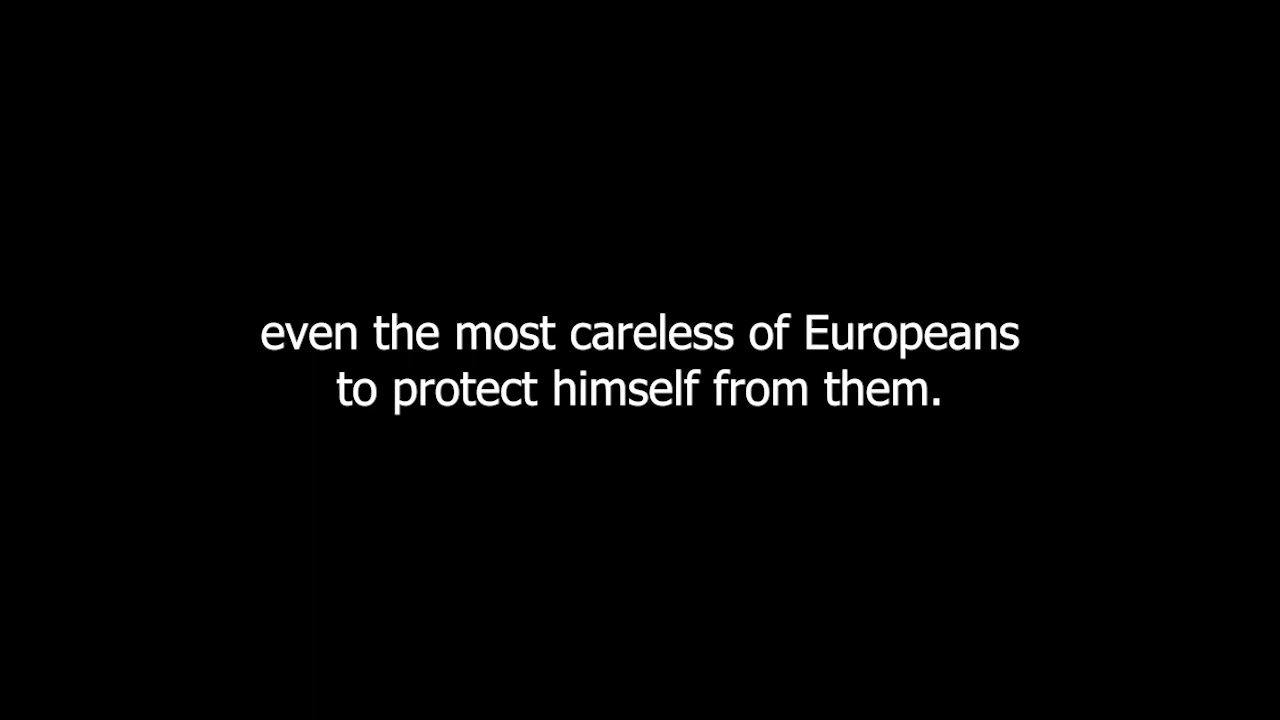 even the most careless of Europeans
to protect himself from them.